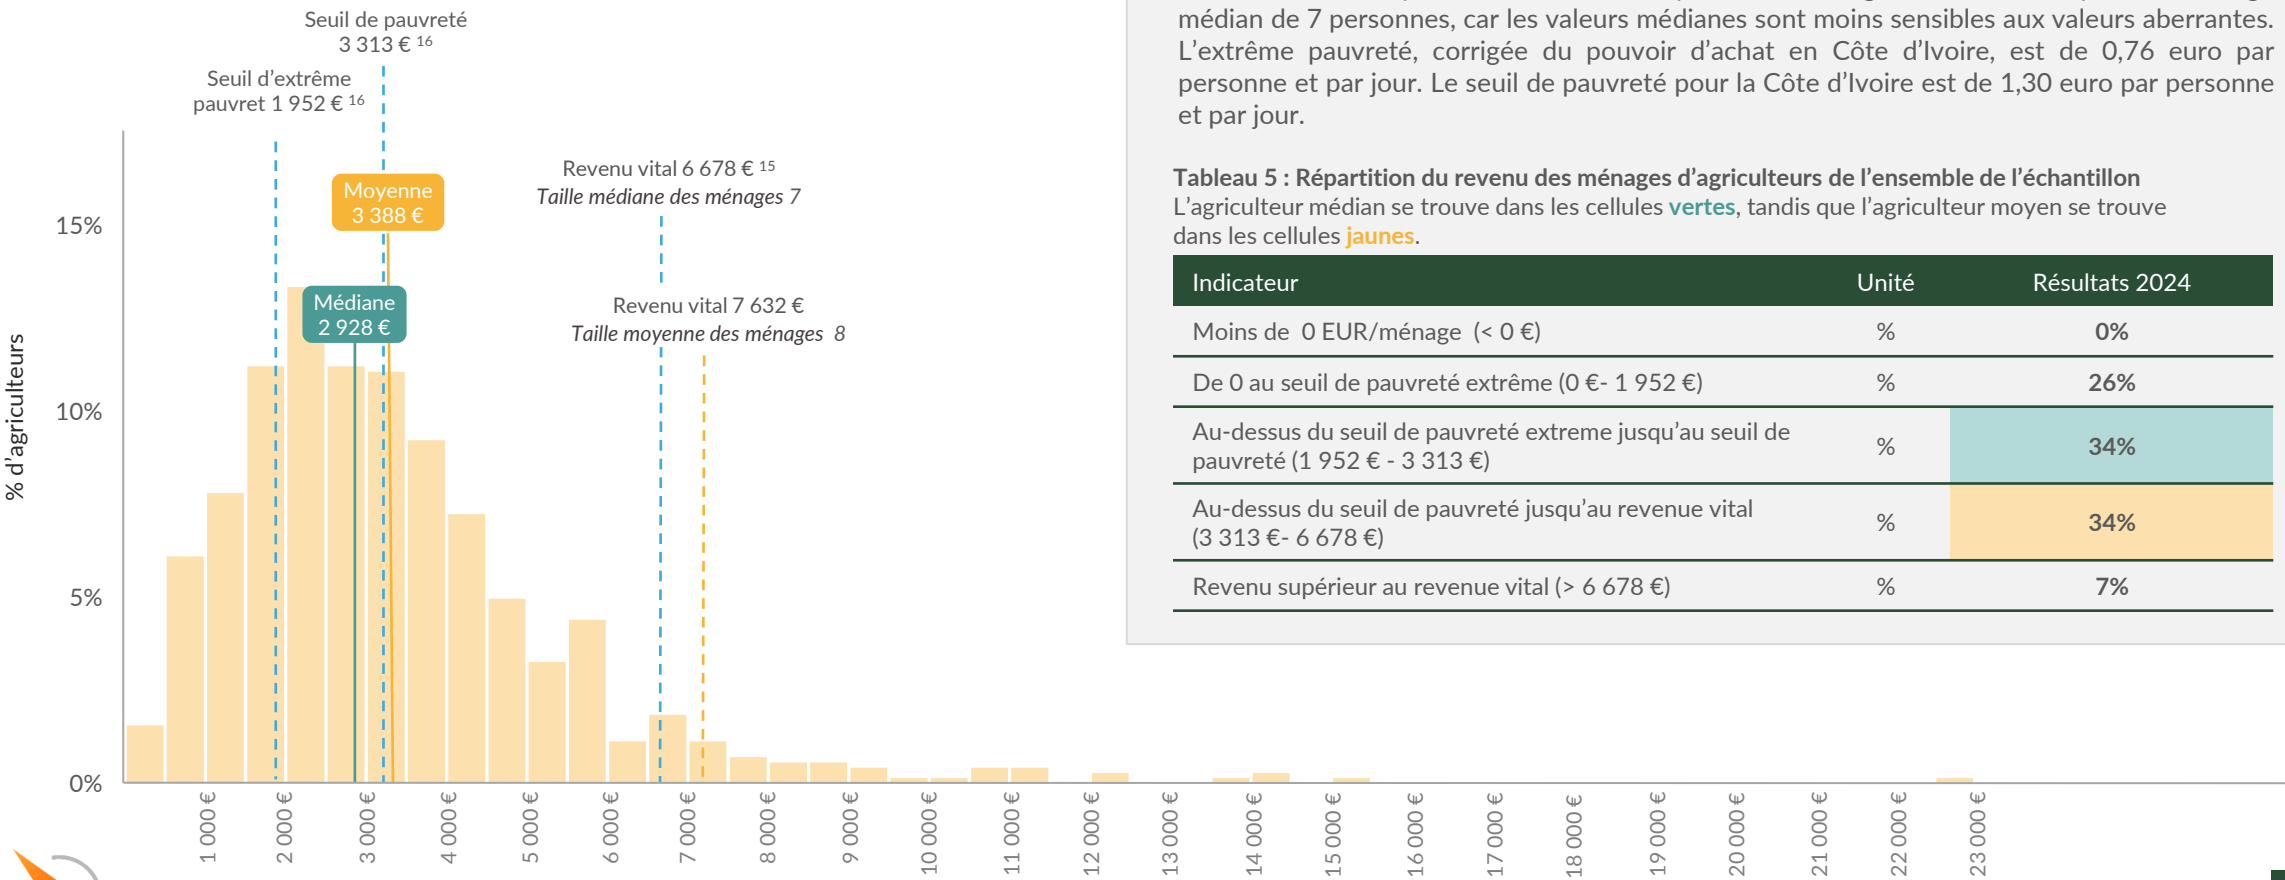 Seuil de pauvreté
3 313 € 16
Seuil d’extrême
pauvret 1 952 € 16
Moyenne
3 388 €
Médiane
2 928 €
Revenu vital 6 678 € 15
Taille médiane des ménages 7
Revenu vital 7 632 €
Taille moyenne des ménages 8
% d’agriculteurs
15%
10%
5%
0%
1 000 €
2 000 €
3 000 €
4 000 €
5 000 €
6 000 €
7 000 €
8 000 €
9 000 €
10 000 €
11 000 €
12 000 €
13 000 €
14 000 €
15 000 €
16 000 €
17 000 €
18 000 €
19 000 €
20 000 €
21 000 €
22 000 €
23 000 €
médian de 7 personnes, car les valeurs médianes sont moins sensibles aux valeurs aberrantes.
L’extrême pauvreté, corrigée du pouvoir d’achat en Côte d’Ivoire, est de 0,76 euro par
personne et par jour. Le seuil de pauvreté pour la Côte d’Ivoire est de 1,30 euro par personne
et par jour.
Tableau 5 : Répartition du revenu des ménages d’agriculteurs de l’ensemble de l’échantillon
L’agriculteur médian se trouve dans les cellules vertes, tandis que l’agriculteur moyen se trouve
dans les cellules jaunes.
Indicateur Unité Résultats 2024
Moins de 0 EUR/ménage (< 0 €) % 0%
De 0 au seuil de pauvreté extrême (0 €- 1 952 €) % 26%
Au-dessus du seuil de pauvreté extreme jusqu’au seuil de
pauvreté (1 952 € - 3 313 €) % 34%
Au-dessus du seuil de pauvreté jusqu’au revenue vital
(3 313 €- 6 678 €) % 34%
Revenu supérieur au revenue vital (> 6 678 €) % 7%